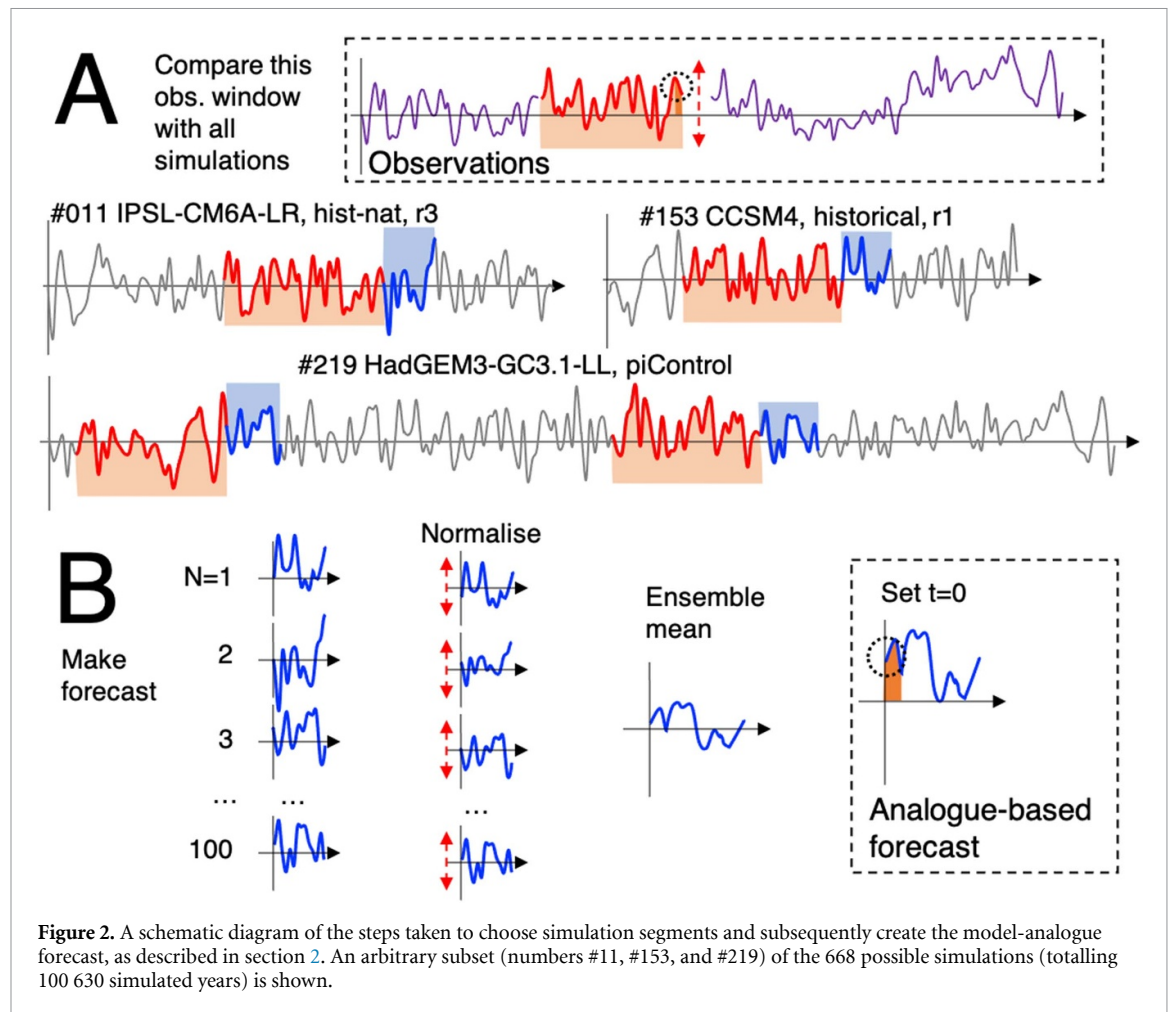 A
Compare this
obs. window
with all
simulations
Observations
#011 IPSL-CM6A-LR, hist-nat, r3
#153 CCSM4, historical, r1
#219 HadGEM3-GC3.1-LL, piControl
B
Make
forecast
N=1
2
3
...
...
100
Normalise
...
Ensemble
mean
Set t=0
Analogue-based
forecast
Figure 2. A schematic diagram of the steps taken to choose simulation segments and subsequently create the model-analogue
forecast, as described in section 2. An arbitrary subset (numbers #11, #153, and #219) of the 668 possible simulations (totalling
100 630 simulated years) is shown.